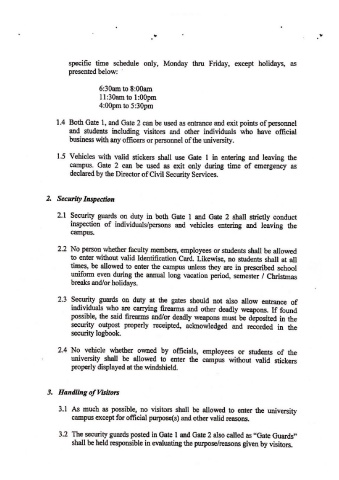 specific time schedule only, Monday thru Friday, except holidays, as
presented below:
6:30am to 8:00am
11:30am to 1:00pm
4:00pm to 5:30pm
1.4 Both Gate 1, and Gate 2 can be used as entrance and exit points of personnel
and students including visitors and other individuals who have official
business with any officers or personnel of the university.
1.5 Vehicles with valid stickers shall use Gate 1 in entering and leaving the
campus. Gate 2 can be used as exit only during time of emergency as
declared by the Director of Civil Security Services.
2. Security Inspection
2.1 Security guards on duty in both Gate 1 and Gate 2 shall strictly conduct
inspection of individuals/persons and vehicles entering and leaving the
campus.
2.2 No person whether faculty members, employees or students shall be allowed
to enter without valid Identification Card. Likewise, no students shall at all
times, be allowed to enter the campus unless they are in prescribed school
uniform even during the annual long vacation period, semester / Christmas
breaks and/or holidays.
2.3 Security guards on duty at the gates should not also allow entrance of
individuals who are carrying firearms and other deadly weapons. If found
possible, the said firearms and/or deadly weapons must be deposited in the
security outpost properly receipted, acknowledged and recorded in the
security logbook.
2.4 No vehicle whether owned by officials, employees or students of the
university shall be allowed to enter the campus without valid stickers
properly displayed at the windshield.
3. Handling of Visitors
3.1 As much as possible, no visitors shall be allowed to enter the university
campus except for official purpose(s) and other valid reasons.
3.2 The security guards posted in Gate 1 and Gate 2 also called as "Gate Guards"
shall be held responsible in evaluating the purpose/reasons given by visitors.